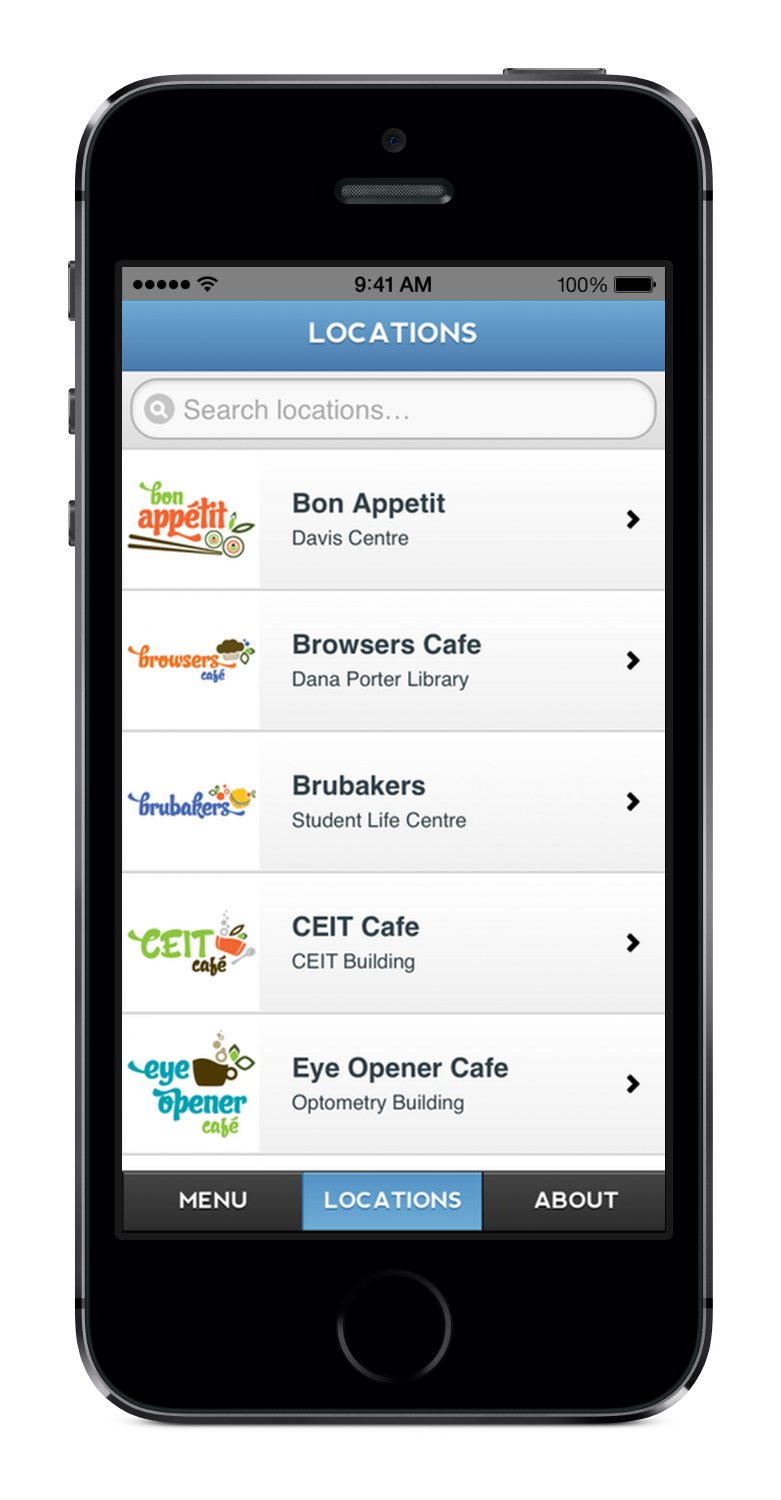 9:41 AM 100%
LOCATIONS
Search locations...
bon
appétit
Bon Appetit
Davis Centre
browsers
café
Browsers Cafe
Dana Porter Library
brubakers
Brubakers
Student Life Centre
CEIT
café
CEIT Cafe
CEIT Building
eye
opener
café
Eye Opener Cafe
Optometry Building
MENU LOCATIONS ABOUT